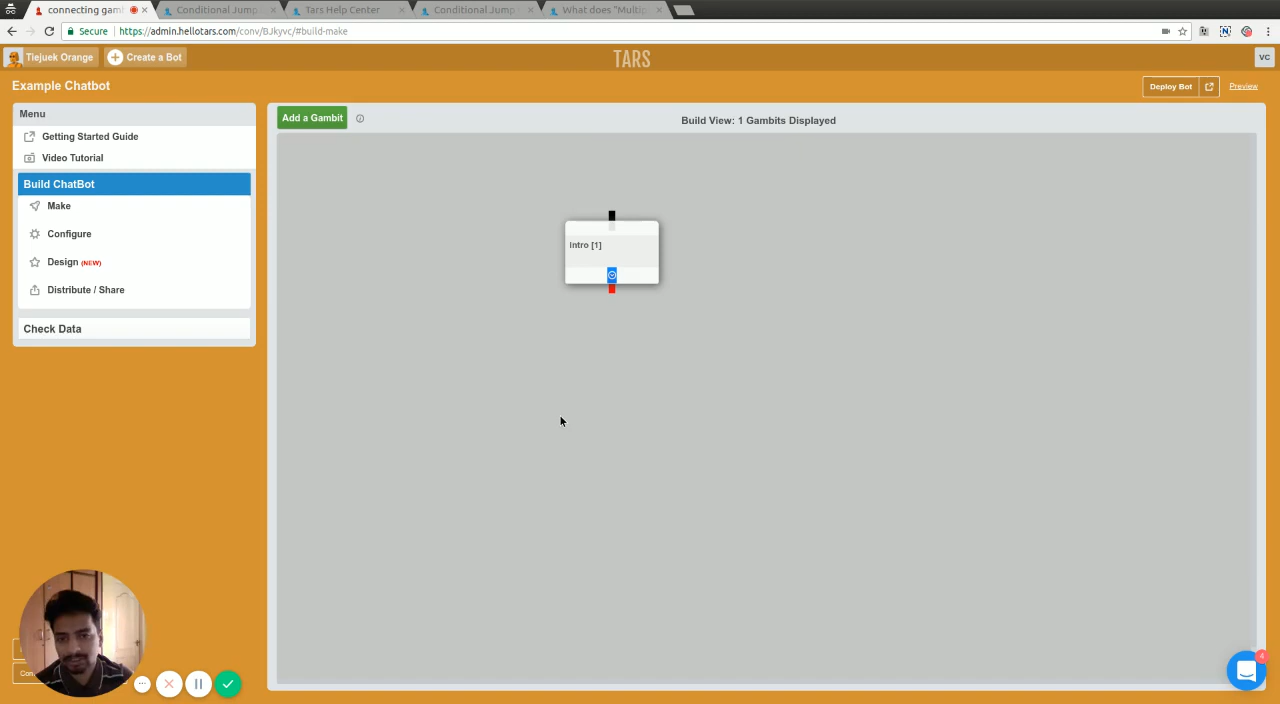 connecting gam
Conditional Jump
Tars Help Center
Conditional Jump
What does "Multip
Secure
https://admin.hellotars.com/conv/BJkyvc/#build-make
Tiejuek Orange
Create a Bot
TARS
VC
Example Chatbot
Deploy Bot
Preview
Menu
Getting Started Guide
Video Tutorial
Build ChatBot
Make
Configure
Design (NEW)
Distribute / Share
Check Data
Add a Gambit
Build View: 1 Gambits Displayed
Intro [1]
Con
4